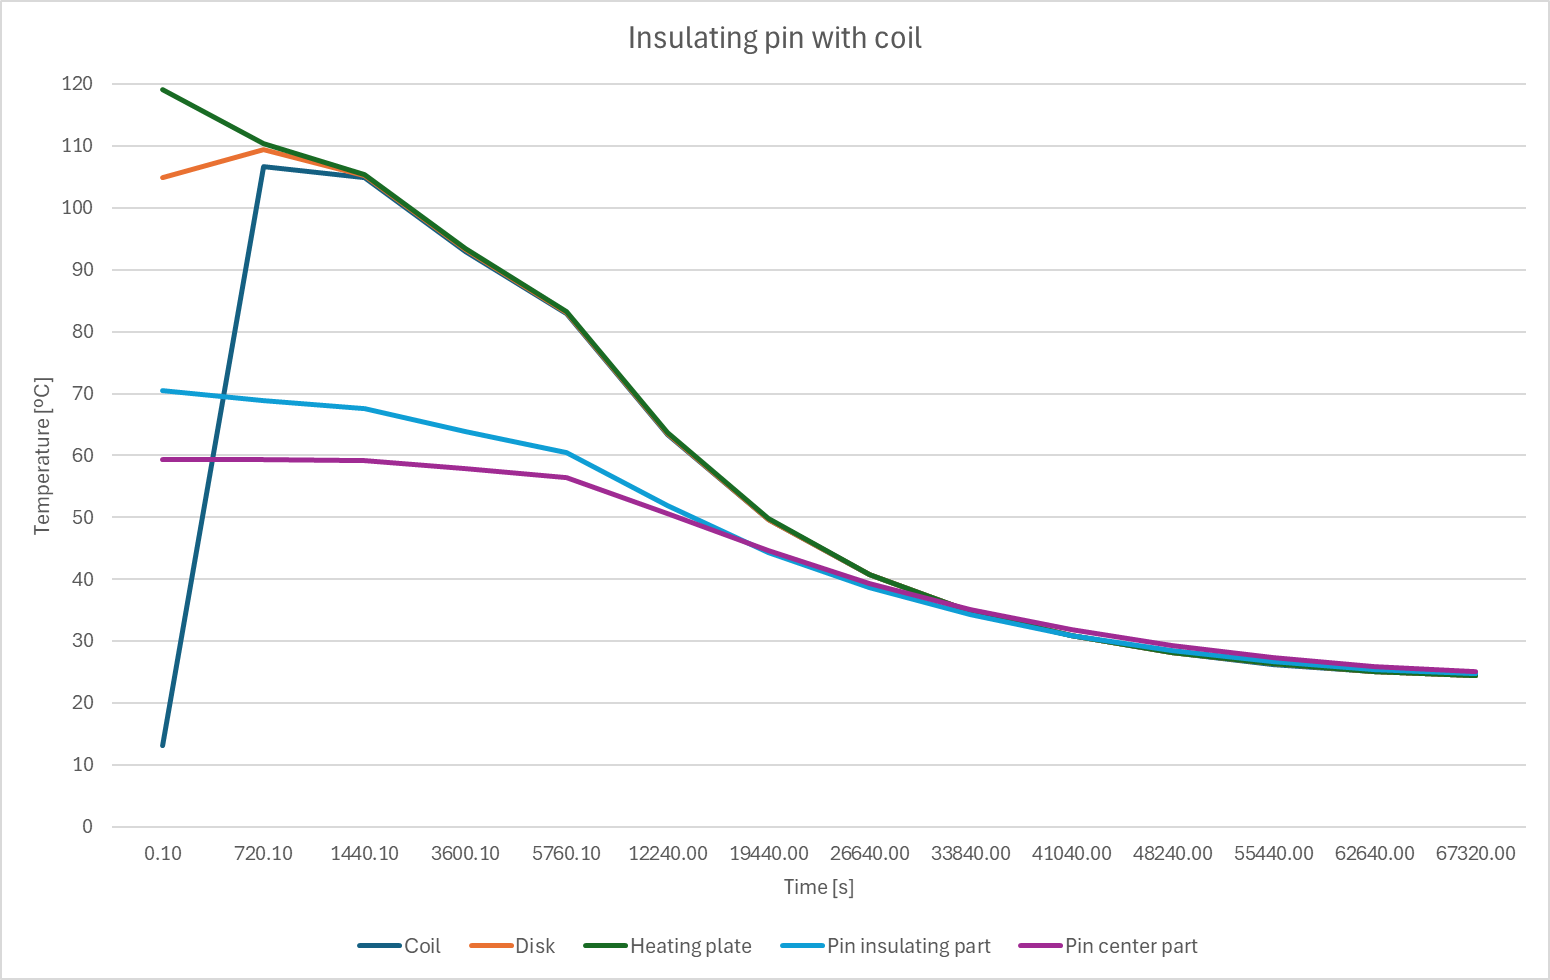 Insulating pin with coil
120
110
100
90
80
70
60
50
40
30
20
10
0
Temperature [ºC]
0.10 720.10 1440.10 3600.10 5760.10 12240.00 19440.00 26640.00 33840.00 41040.00 48240.00 55440.00 62640.00 67320.00
Time [s]
Coil Disk Heating plate Pin insulating part Pin center part